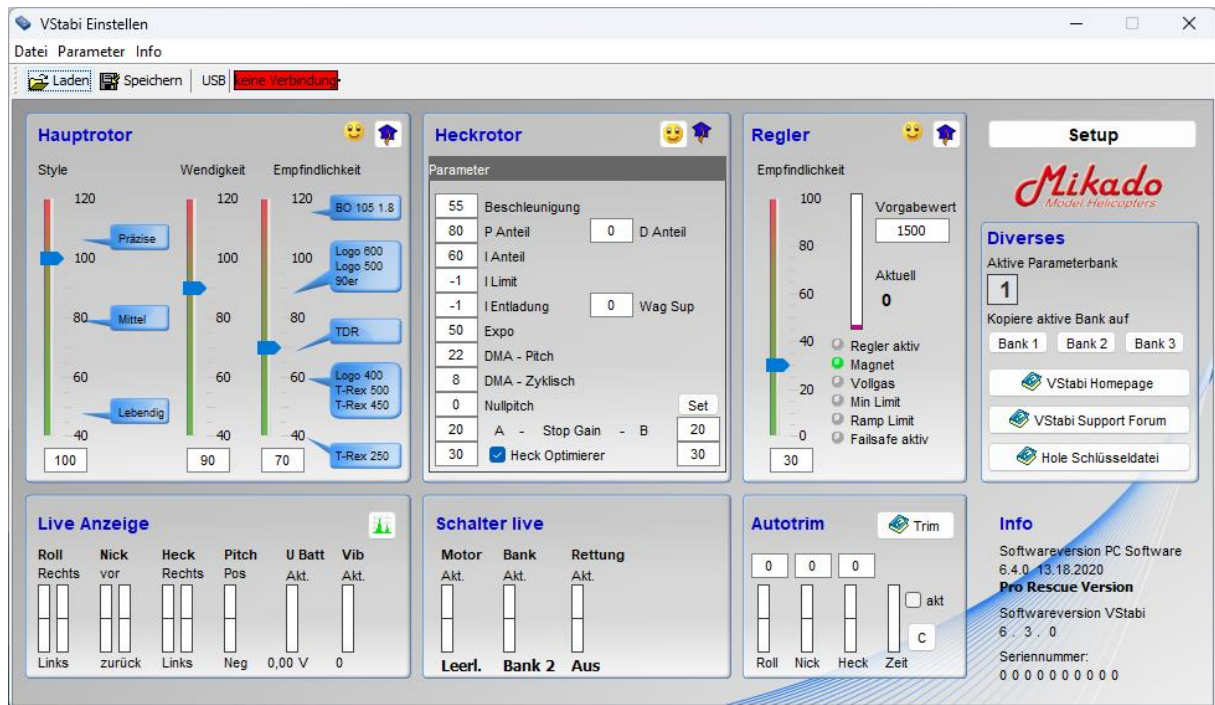 VStabi Einstellen
Datei Parameter Info
Laden Speichern USB keine Verbindung
Hauptrotor
Style Wendigkeit Empfindlichkeit
120 120 120 BO 105 1.8
Präzise
100 100 100 Logo 600
Logo 500
90er
80 Mittel 80 80
TDR
60 60 60 Logo 400
T-Rex 500
T-Rex 450
Lebendig
40 40 40
T-Rex 250
100 90 70
Heckrotor
Parameter
55 Beschleunigung
80 P Anteil 0 D Anteil
60 I Anteil
-1 I Limit
-1 I Entladung 0 Wag Sup
50 Expo
22 DMA - Pitch
8 DMA - Zyklisch
0 Nullpitch Set
20 A - Stop Gain - B 20
30 Heck Optimierer 30
Regler
Empfindlichkeit
100 Vorgabewert
1500
80
Aktuell
60 0
40 Regler aktiv
Magnet
20 Vollgas
Min Limit
Ramp Limit
0 Failsafe aktiv
30
Setup
Mikado
Model Helicopters
Diverses
Aktive Parameterbank
1
Kopiere aktive Bank auf
Bank 1 Bank 2 Bank 3
VStabi Homepage
VStabi Support Forum
Hole Schlüsseldatei
Live Anzeige
Roll Nick Heck Pitch U Batt Vib
Rechts vor Rechts Pos Akt. Akt.
Links zurück Links Neg 0,00 V 0
Schalter live
Motor Bank Rettung
Akt. Akt. Akt.
Leerl. Bank 2 Aus
Autotrim Trim
0 0 0
akt
C
Roll Nick Heck Zeit
Info
Softwareversion PC Software
6.4.0 13.18.2020
Pro Rescue Version
Softwareversion VStabi
6 . 3 . 0
Seriennummer:
0 0 0 0 0 0 0 0 0 0